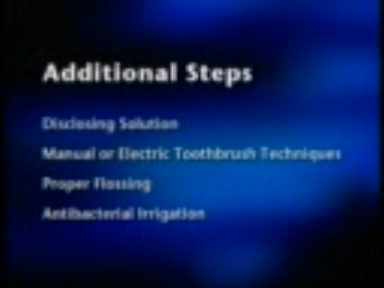 Additional Steps
Disclosing Solution
Manual or Electric Toothbrush Techniques
Proper Flossing
Antibacterial Irrigation